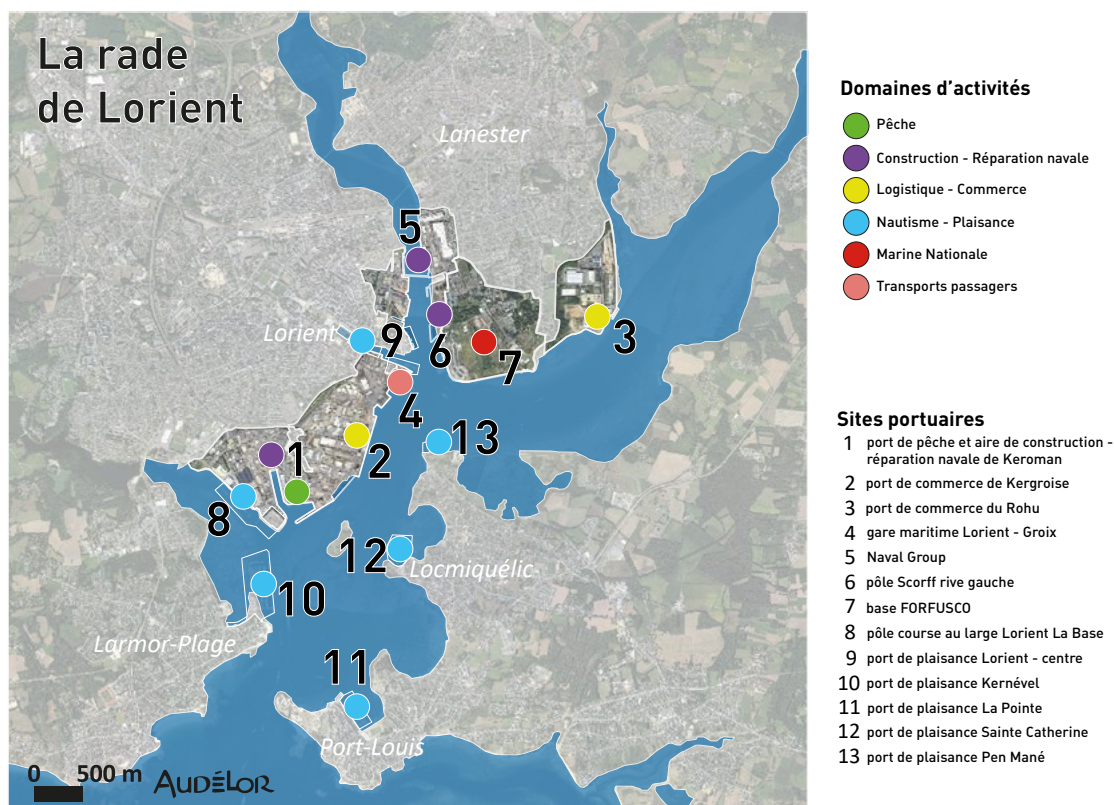 La rade
de Lorient
Lanester
5
Lorient
9
6
7
3
4
13
1
2
8
12
Locmiquélic
10
Larmor-Plage
11
Port-Louis
0 500 m
AUDÉLOR
Domaines d'activités
Pêche
Construction - Réparation navale
Logistique - Commerce
Nautisme - Plaisance
Marine Nationale
Transports passagers
Sites portuaires
1 port de pêche et aire de construction -
réparation navale de Keroman
2 port de commerce de Kergroise
3 port de commerce du Rohu
4 gare maritime Lorient - Groix
5 Naval Group
6 pôle Scorff rive gauche
7 base FORFUSCO
8 pôle course au large Lorient La Base
9 port de plaisance Lorient - centre
10 port de plaisance Kernével
11 port de plaisance La Pointe
12 port de plaisance Sainte Catherine
13 port de plaisance Pen Mané